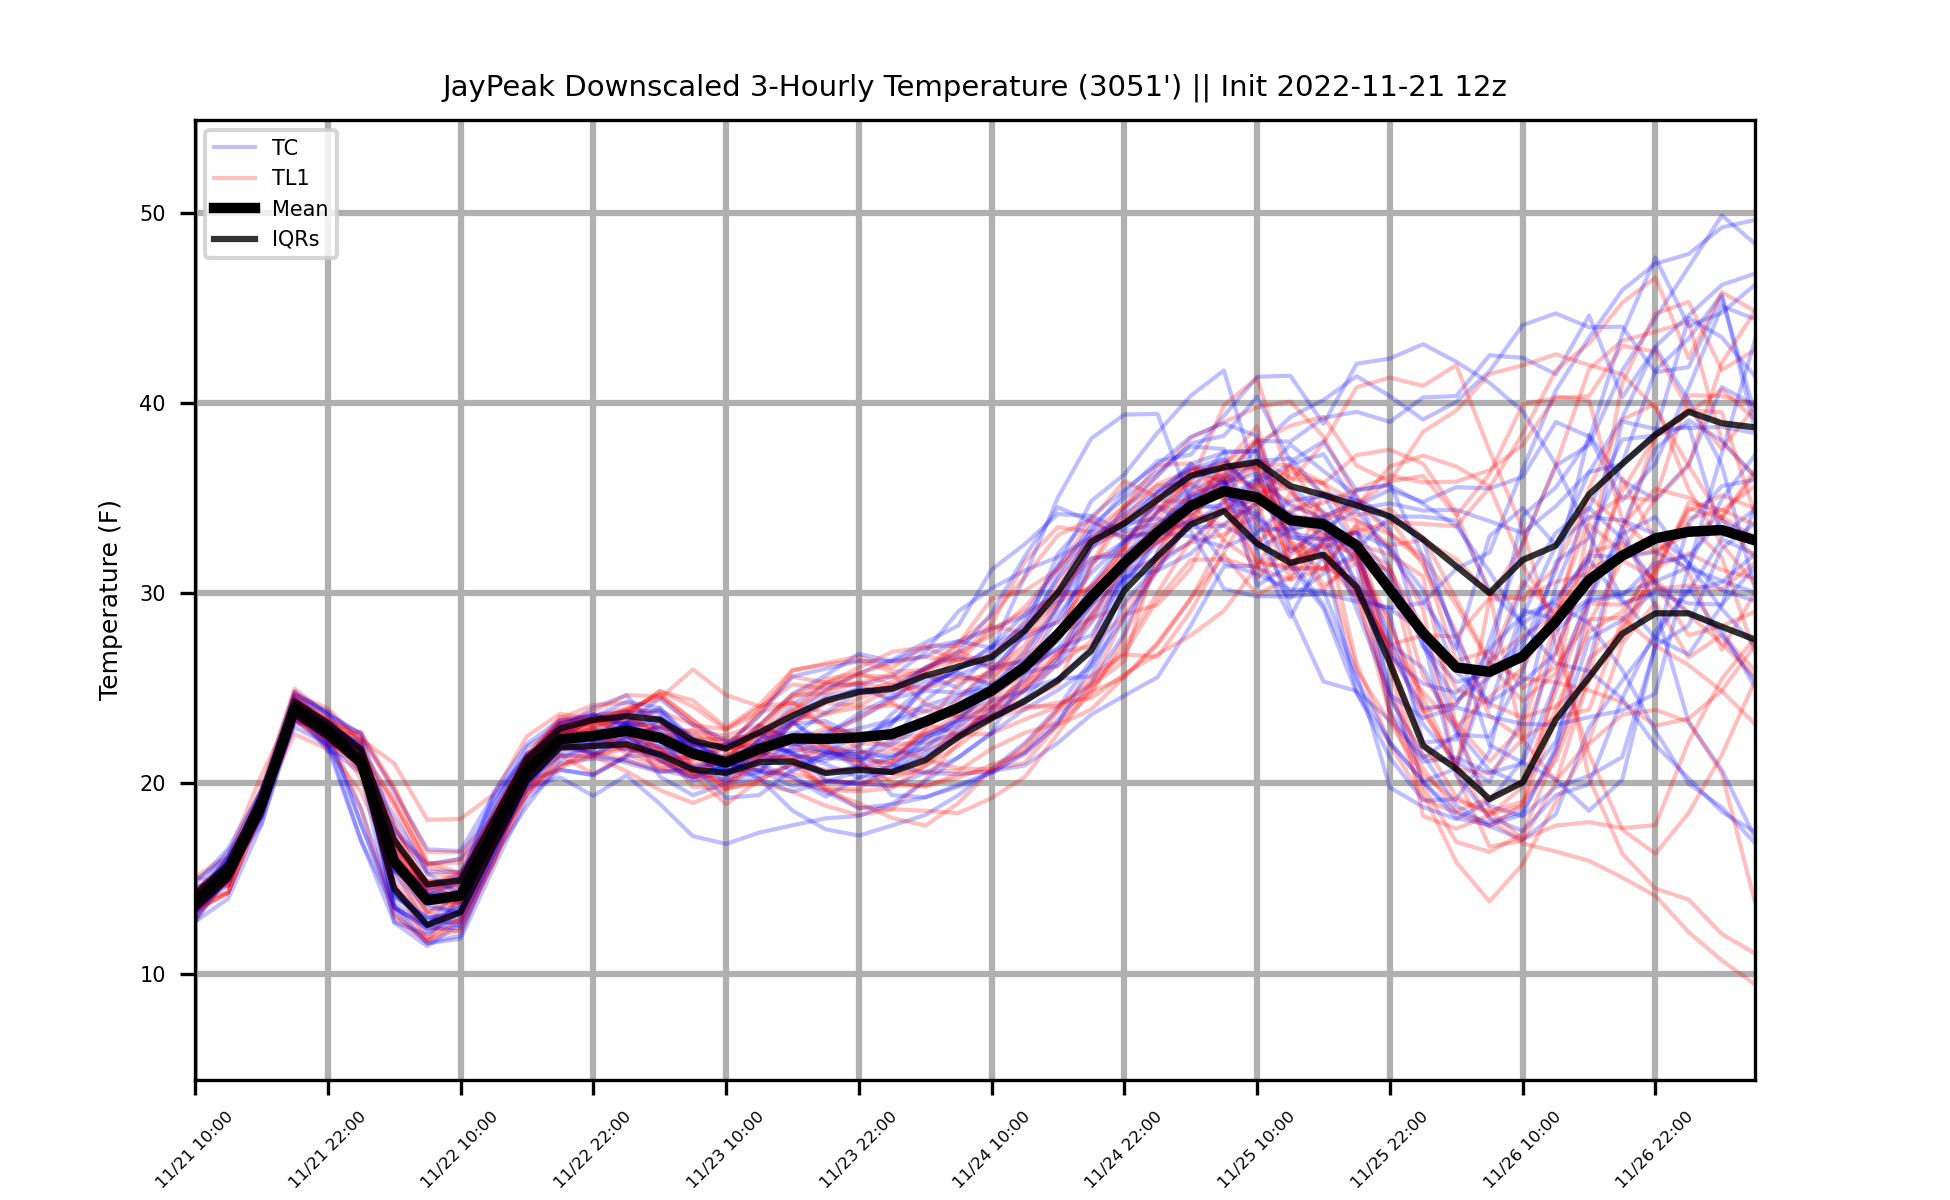 JayPeak Downscaled 3-Hourly Temperature (3051') || Init 2022-11-21 12z
TC
TL1
Mean
IQRs
Temperature (F)
50
40
30
20
10
11/21 10:00
11/21 22:00
11/22 10:00
11/22 22:00
11/23 10:00
11/23 22:00
11/24 10:00
11/24 22:00
11/25 10:00
11/25 22:00
11/26 10:00
11/26 22:00